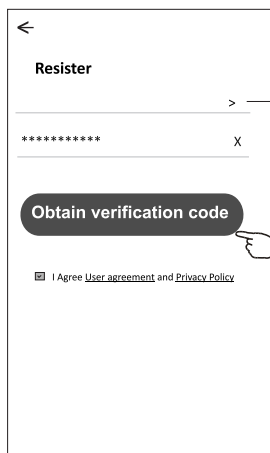 Resister
>
*********** X
Obtain verification code
I Agree User agreement and Privacy Policy